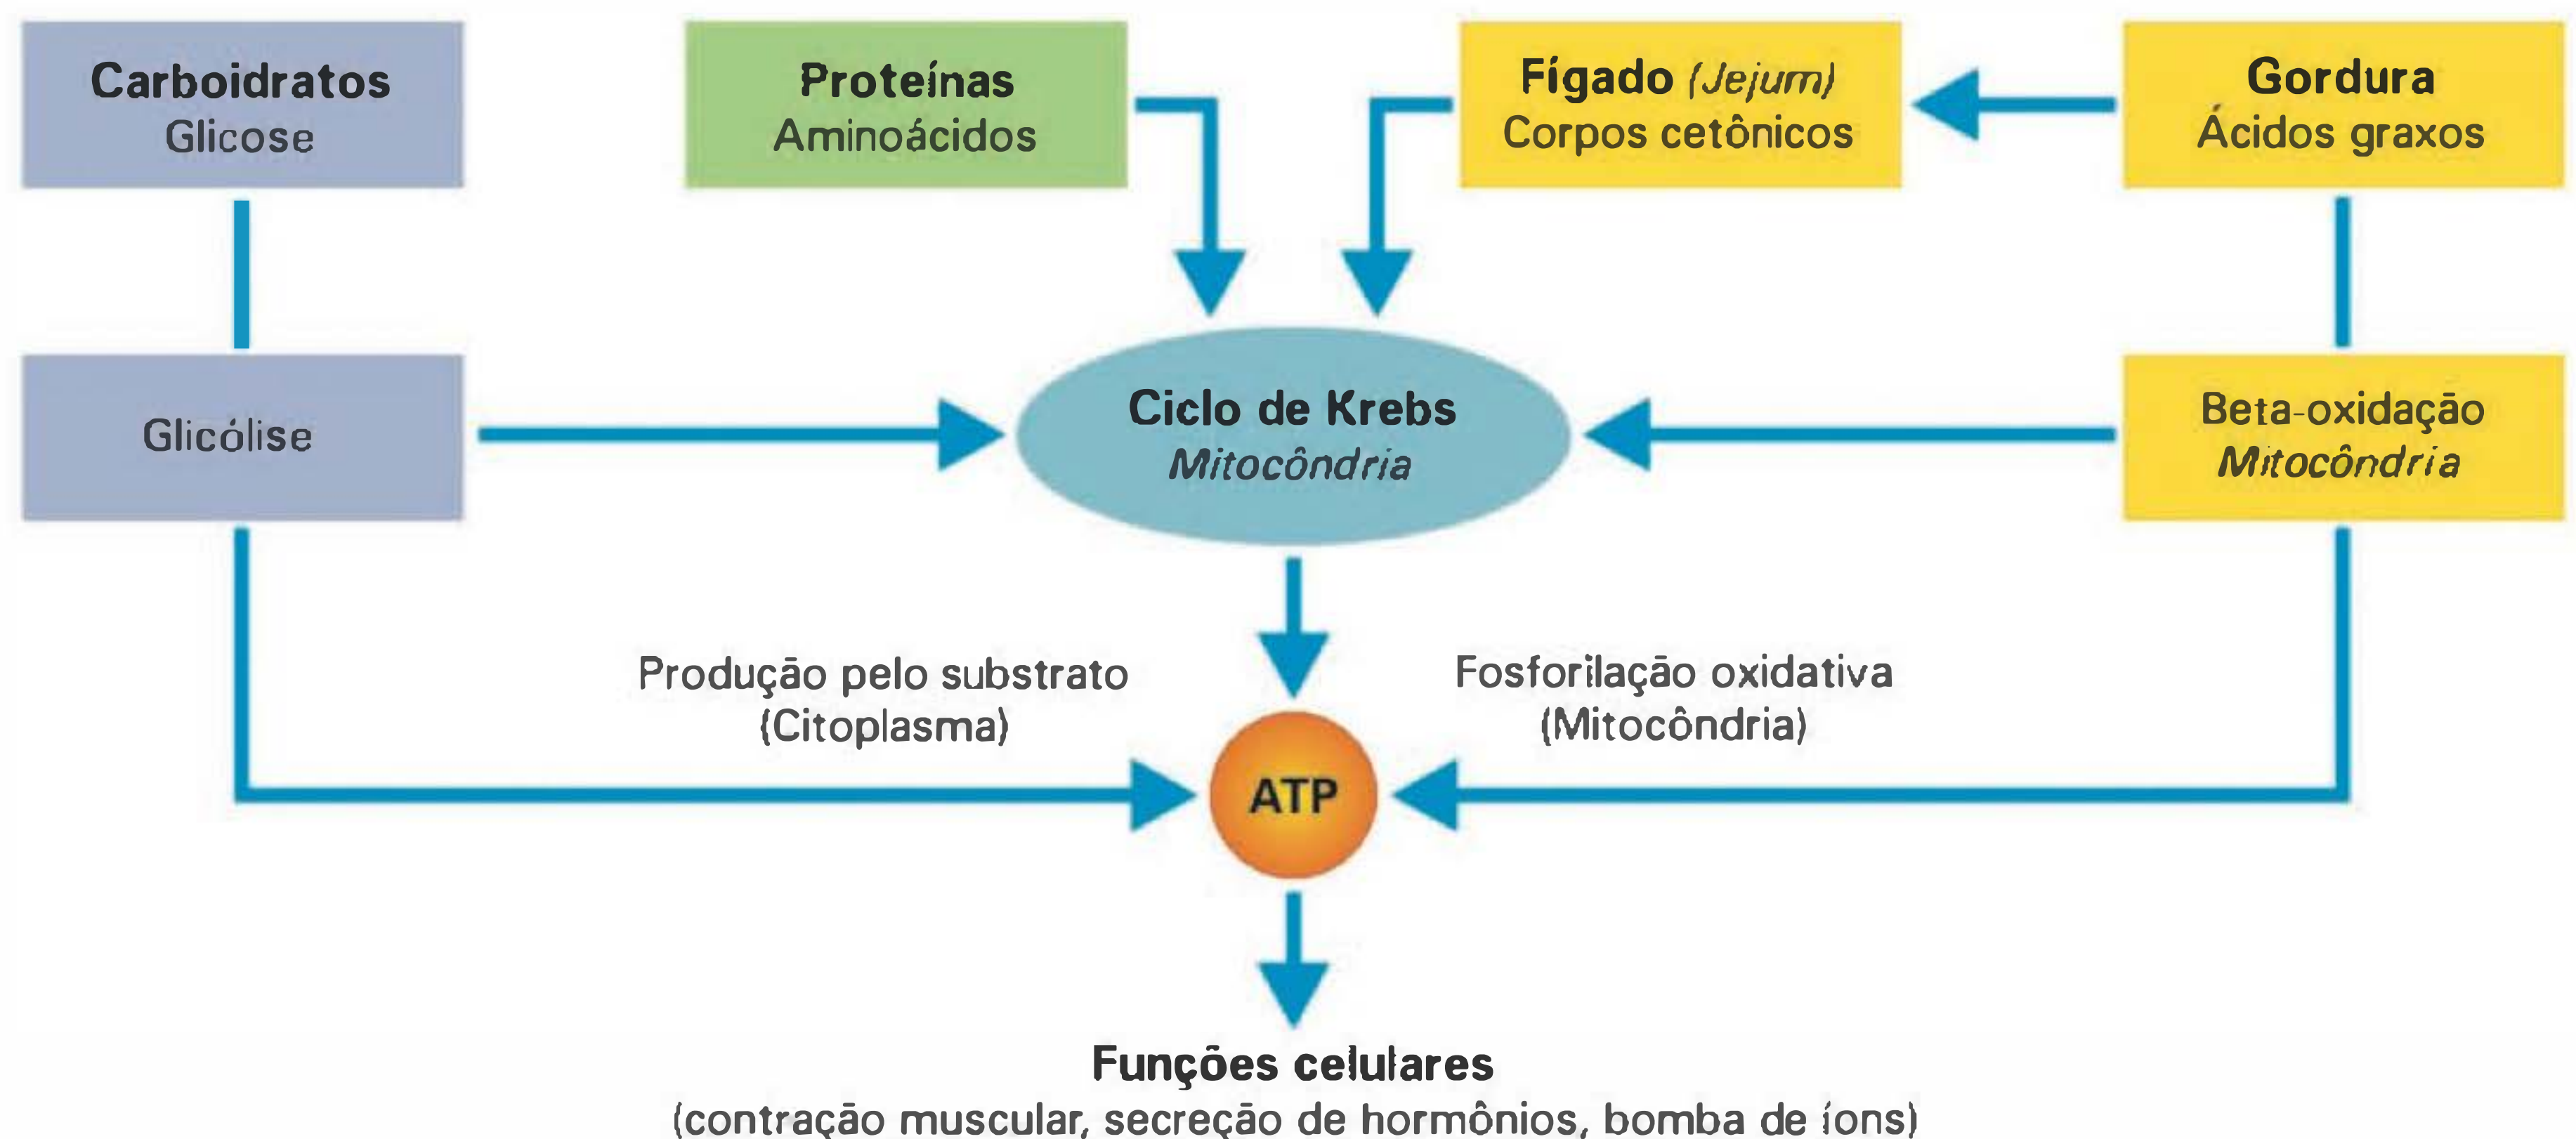 Carboidratos
Glicose
Proteínas
Aminoácidos
Fígado (Jejum)
Corpos cetônicos
Gordura
Ácidos graxos
Glicólise
Ciclo de Krebs
Mitocôndria
Beta-oxidação
Mitocôndria
Produção pelo substrato
(Citoplasma)
Fosforilação oxidativa
(Mitocôndria)
ATP
Funções celulares
(contração muscular, secreção de hormônios, bomba de íons)